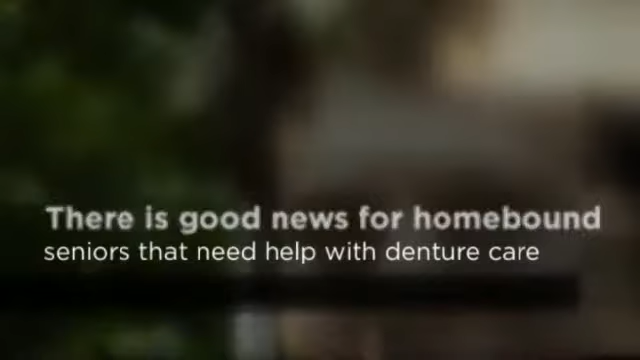 There is good news for homebound
seniors that need help with denture care